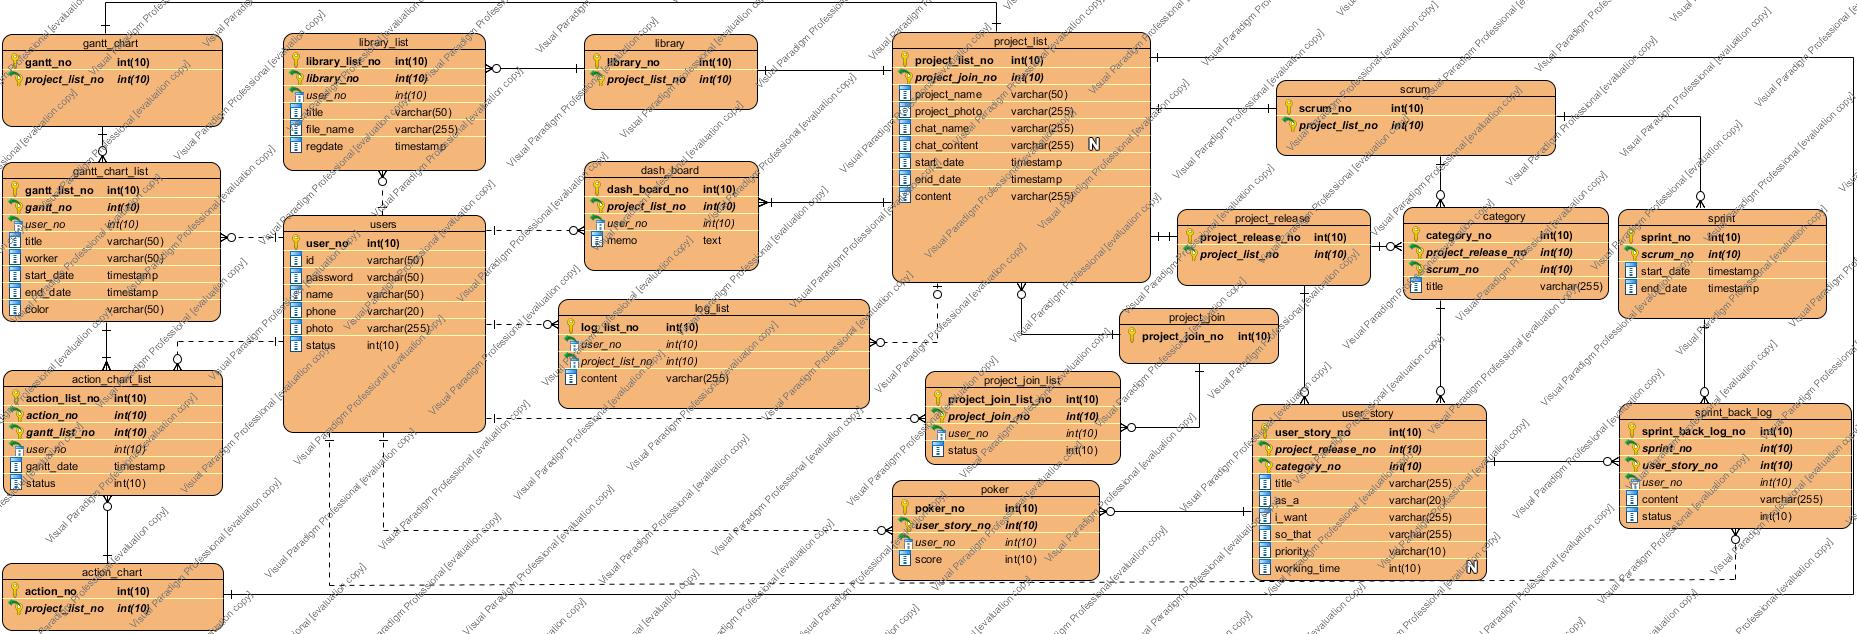 gantt_chart
gantt_no int(10)
project_list_no int(10)
library_list
library_list_no int(10)
library_no int(10)
user_no int(10)
title varchar(50)
file_name varchar(255)
regdate timestamp
library
library_no int(10)
project_list_no int(10)
project_list
project_list_no int(10)
project_join_no int(10)
project_name varchar(50)
project_photo varchar(255)
chat_name varchar(255)
chat_content varchar(255) N
start_date timestamp
end_date timestamp
content varchar(255)
scrum
scrum_no int(10)
project_list_no int(10)
gantt_chart_list
gantt_list_no int(10)
gantt_no int(10)
user_no int(10)
title varchar(50)
worker varchar(50)
start_date timestamp
end_date timestamp
color varchar(50)
users
user_no int(10)
id varchar(50)
password varchar(50)
name varchar(50)
phone varchar(20)
photo varchar(255)
status int(10)
dash_board
dash_board_no int(10)
project_list_no int(10)
user_no int(10)
memo text
project_release
project_release_no int(10)
project_list_no int(10)
category
category_no int(10)
project_release_no int(10)
scrum_no int(10)
title varchar(255)
sprint
sprint_no int(10)
scrum_no int(10)
start_date timestamp
end_date timestamp
log_list
log_list_no int(10)
user_no int(10)
project_list_no int(10)
content varchar(255)
project_join
project_join_no int(10)
action_chart_list
action_list_no int(10)
action_no int(10)
gantt_list_no int(10)
user_no int(10)
gantt_date timestamp
status int(10)
project_join_list
project_join_list_no int(10)
project_join_no int(10)
user_no int(10)
status int(10)
user_story
user_story_no int(10)
project_release_no int(10)
category_no int(10)
title varchar(255)
as_a varchar(20)
i_want varchar(255)
so_that varchar(255)
priority varchar(10)
working_time int(10) N
sprint_back_log
sprint_back_log_no int(10)
sprint_no int(10)
user_story_no int(10)
user_no int(10)
content varchar(255)
status int(10)
poker
poker_no int(10)
user_story_no int(10)
user_no int(10)
score int(10)
action_chart
action_no int(10)
project_list_no int(10)
Visual Paradigm Professional [evaluation copy]